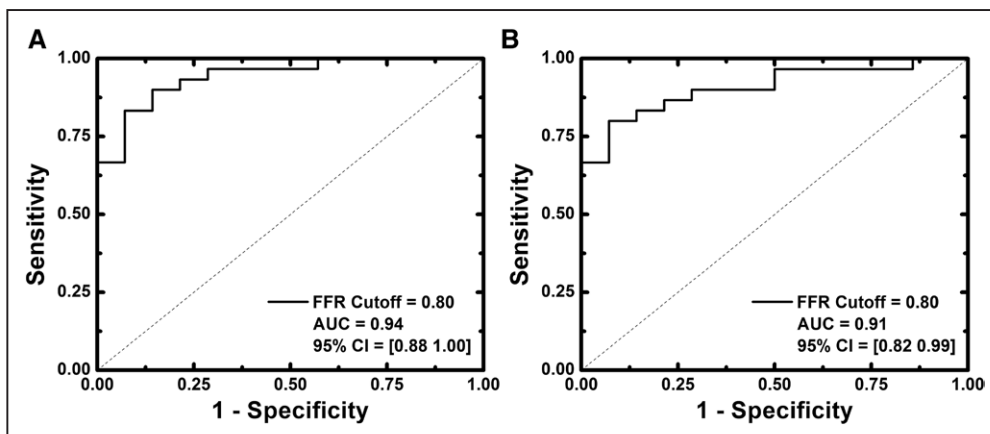 A
1.00
0.75
0.50
0.25
0.00
Sensitivity
FFR Cutoff = 0.80
AUC = 0.94
95% CI = [0.88 1.00]
0.00 0.25 0.50 0.75 1.00
1 - Specificity
B
1.00
0.75
0.50
0.25
0.00
Sensitivity
FFR Cutoff = 0.80
AUC = 0.91
95% CI = [0.82 0.99]
0.00 0.25 0.50 0.75 1.00
1 - Specificity